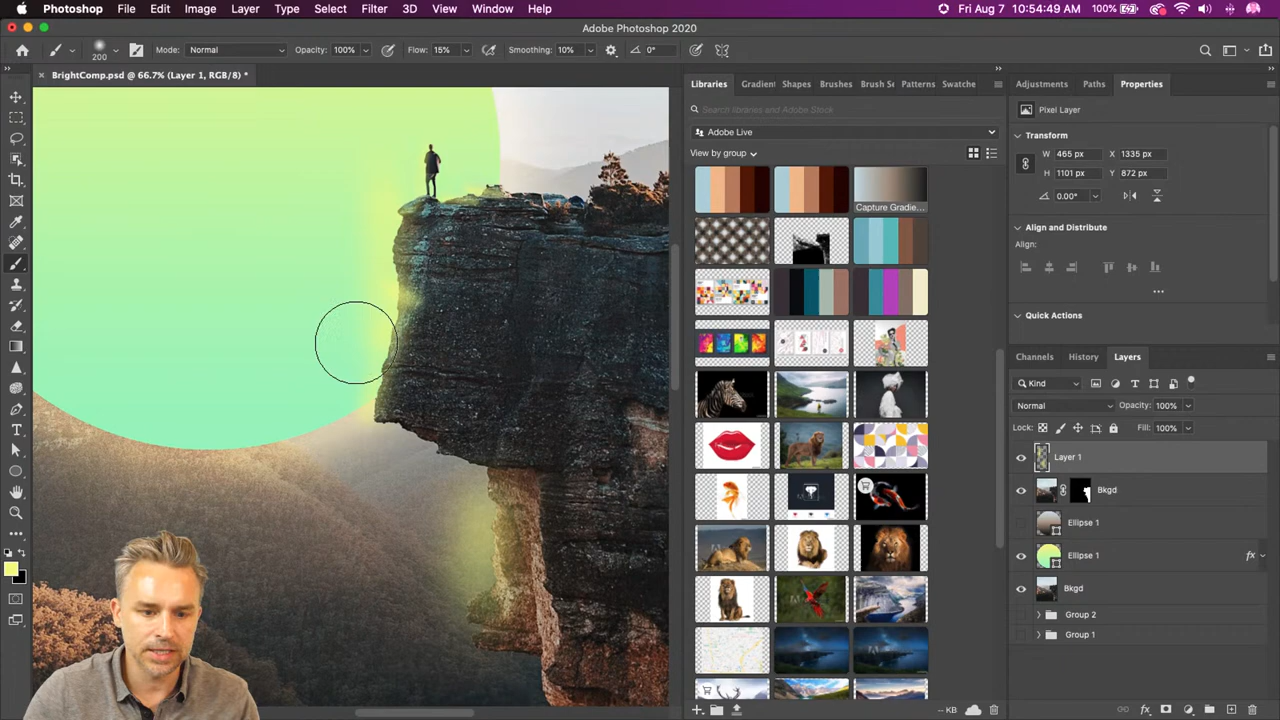 Photoshop File Edit Image Layer Type Select Filter 3D View Window Help 100% Fri Aug 7 10:54:49 AM
Adobe Photoshop 2020
200 Mode: Normal Opacity: 100% Flow: 15% Smoothing: 10% 0°
BrightComp.psd @ 66.7% (Layer 1, RGB/8) *
Libraries Gradient Shapes Brushes Brush Se Patterns Swatche
Search libraries and Adobe Stock
Adobe Live
View by group
Capture Gradie...
-- KB
Adjustments Paths Properties
Pixel Layer
Transform
W 465 px X 1335 px
H 1101 px Y 872 px
0.00°
Align and Distribute
Align:
Quick Actions
Channels History Layers
Kind
Normal Opacity: 100%
Lock: Fill: 100%
Layer 1
Bkgd
Ellipse 1
Ellipse 1 fx
Bkgd
Group 2
Group 1
fx